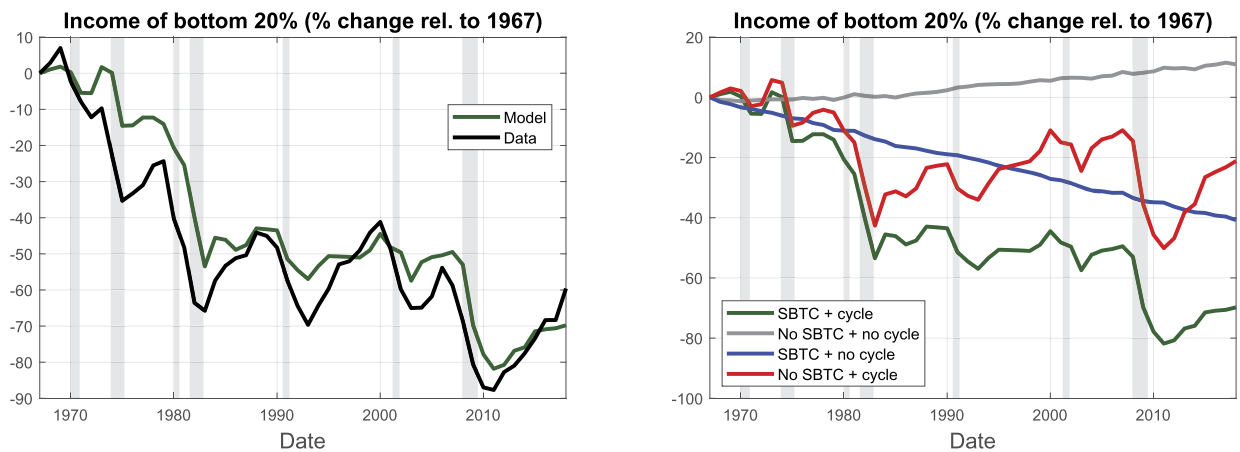 Income of bottom 20% (% change rel. to 1967)
10
0
-10
-20
-30
-40
-50
-60
-70
-80
-90
1970
1980
1990
2000
2010
Date
Model
Data
Income of bottom 20% (% change rel. to 1967)
20
0
-20
-40
-60
-80
-100
1970
1980
1990
2000
2010
Date
SBTC + cycle
No SBTC + no cycle
SBTC + no cycle
No SBTC + cycle